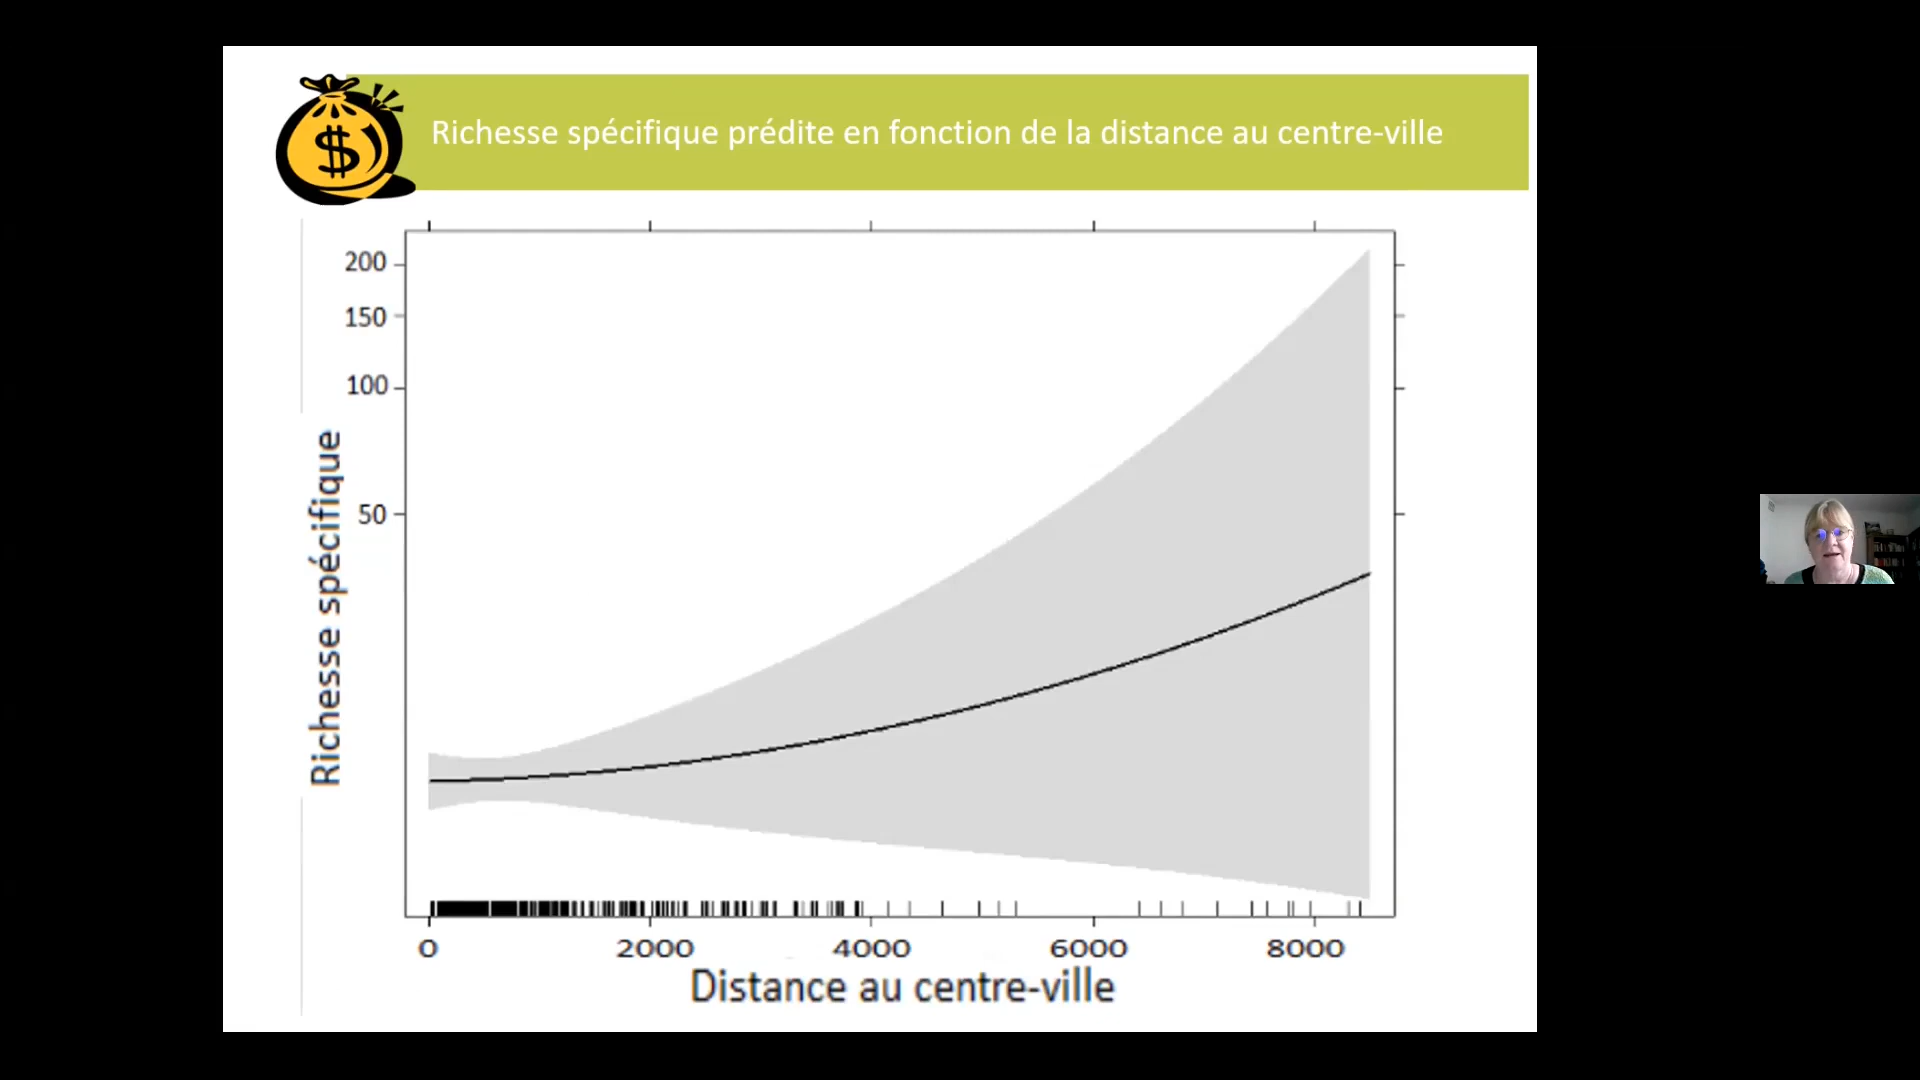 $
Richesse spécifique prédite en fonction de la distance au centre-ville
200
150
100
50
Richesse spécifique
0 2000 4000 6000 8000
Distance au centre-ville